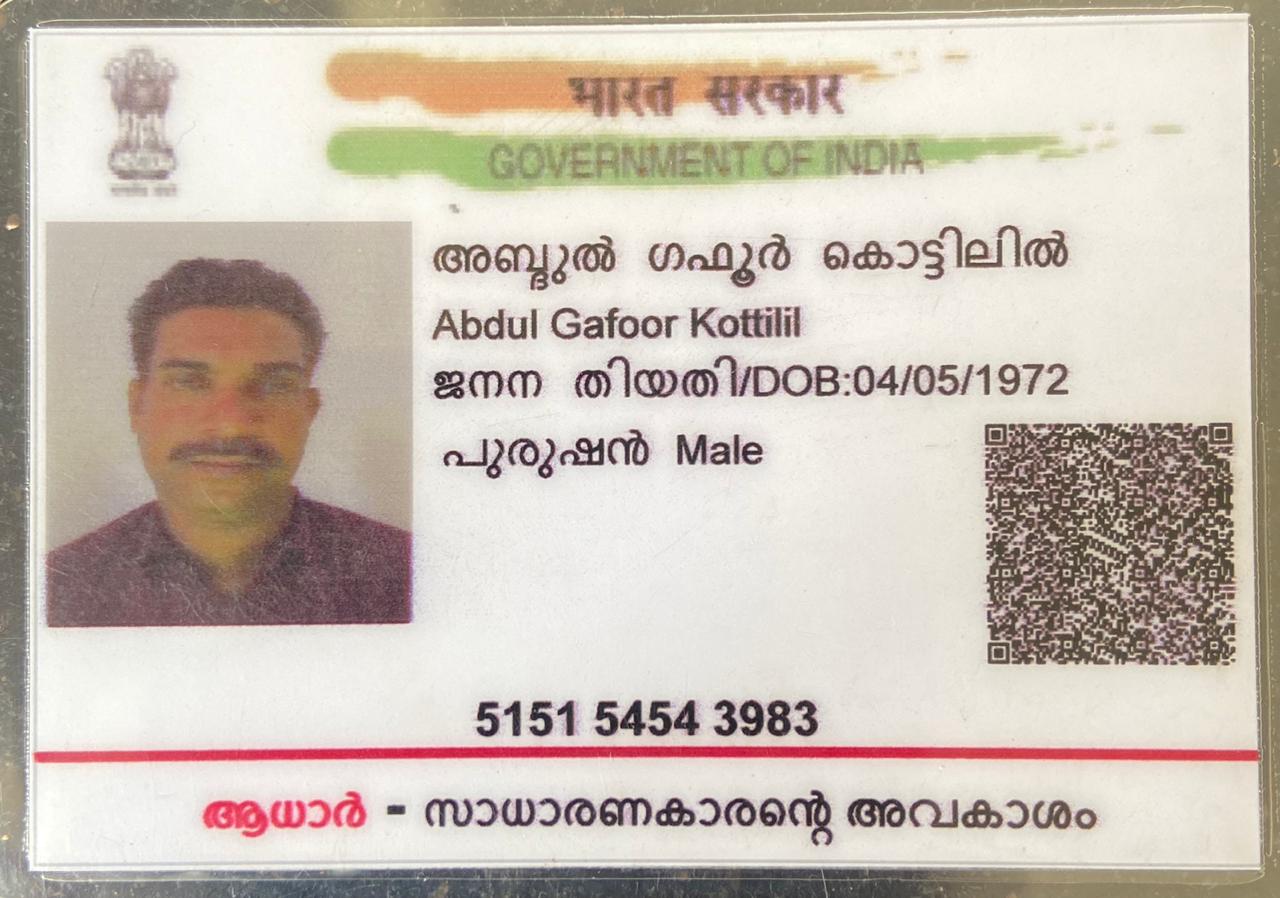 भारत सरकार
GOVERNMENT OF INDIA
അബ്ദുൽ ഗഫൂർ കൊട്ടിലിൽ
Abdul Gafoor Kottilil
ജനന തിയതി/DOB:04/05/1972
പുരുഷൻ Male
5151 5454 3983
ആധാർ - സാധാരണകാരന്റെ അവകാശം